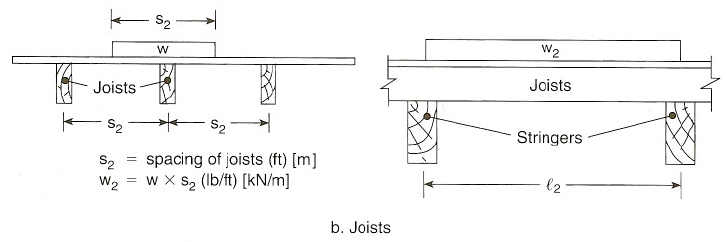 s₂
w
Joists
s₂ s₂
s₂ = spacing of joists (ft) [m]
w₂ = w × s₂ (lb/ft) [kN/m]
w₂
Joists
Stringers
ℓ₂
b. Joists